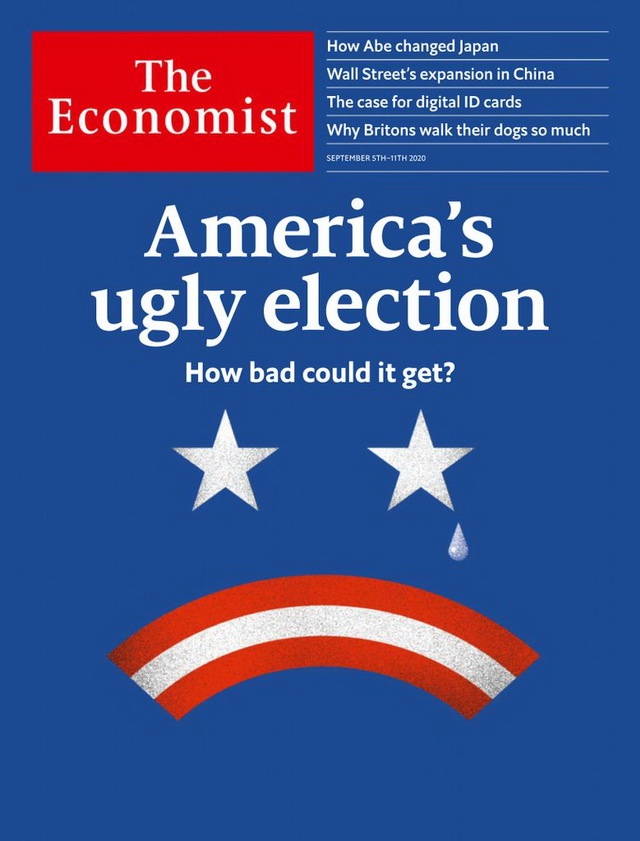 The
Economist
How Abe changed Japan
Wall Street’s expansion in China
The case for digital ID cards
Why Britons walk their dogs so much
SEPTEMBER 5TH–11TH 2020
America’s
ugly election
How bad could it get?